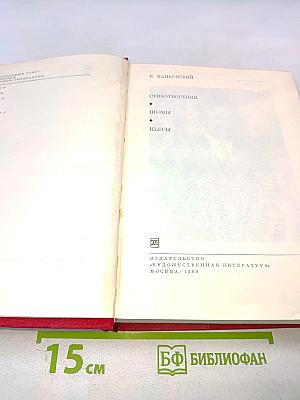 В. МАЯКОВСКИЙ
СТИХОТВОРЕНИЯ
ПОЭМЫ
ПЬЕСЫ
ИЗДАТЕЛЬСТВО
«ХУДОЖЕСТВЕННАЯ ЛИТЕРАТУРА»
МОСКВА
15 СМ
БФ БИБЛИОФАН